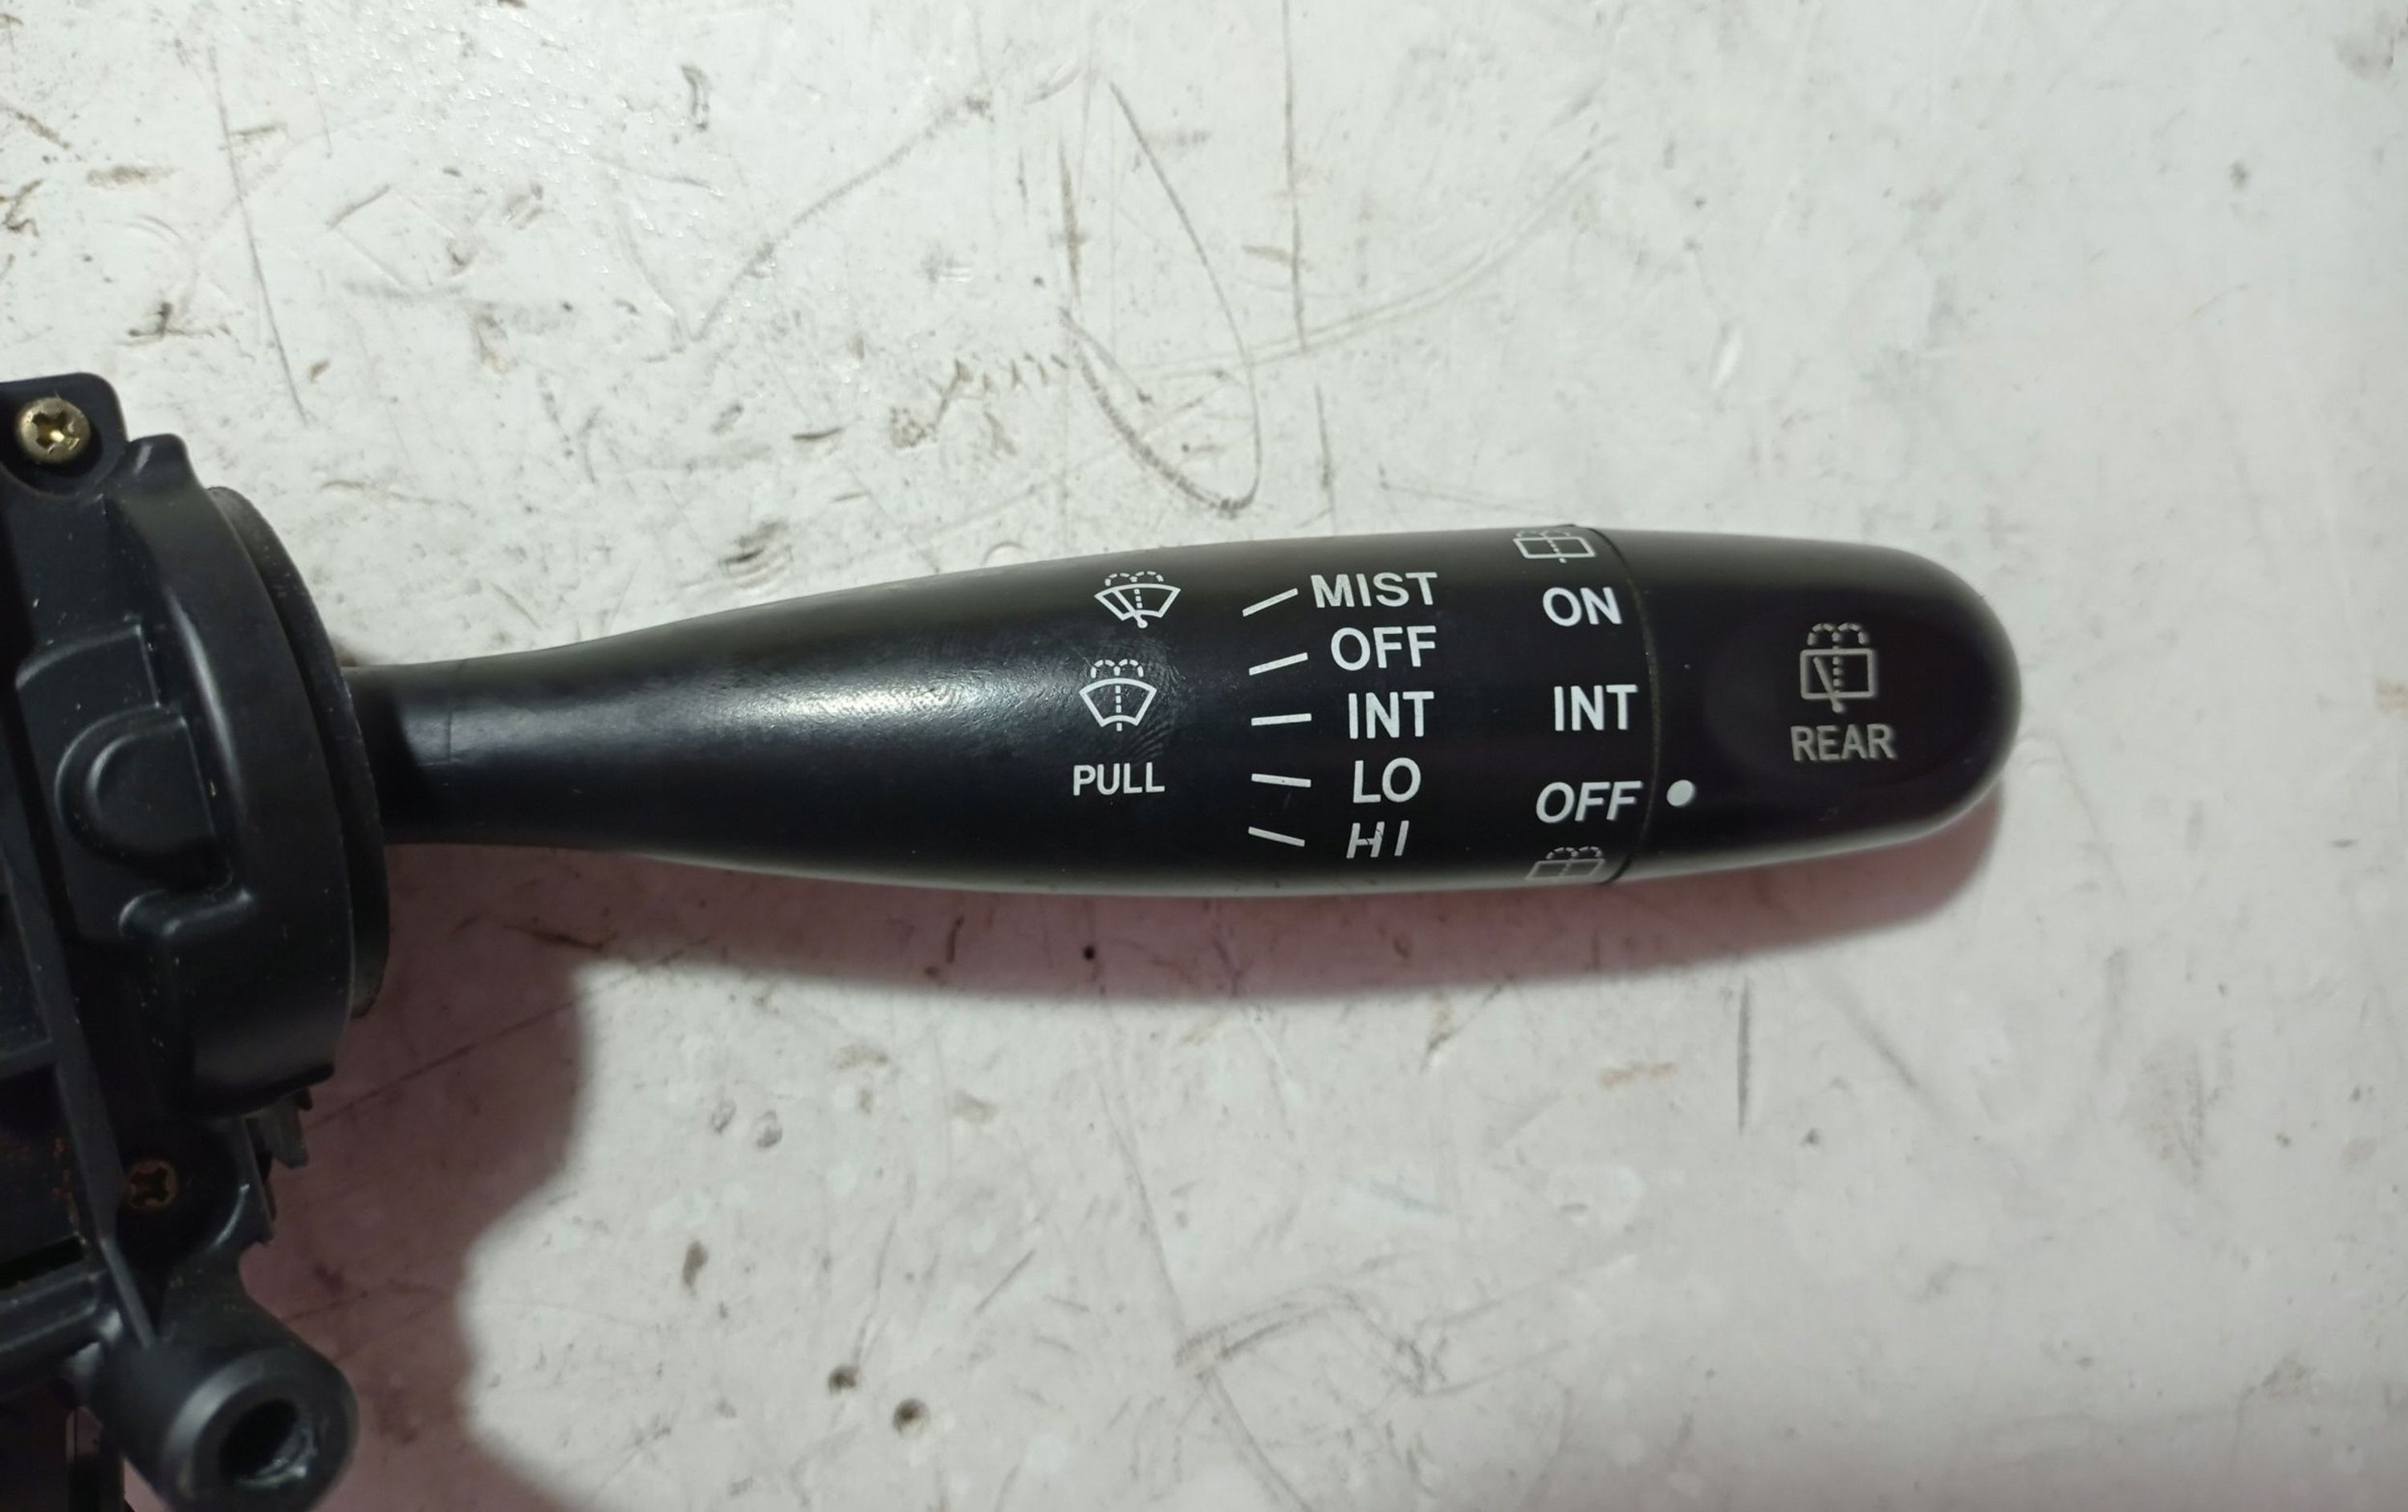 MIST
OFF
INT
LO
HI
PULL
ON
INT
OFF
REAR